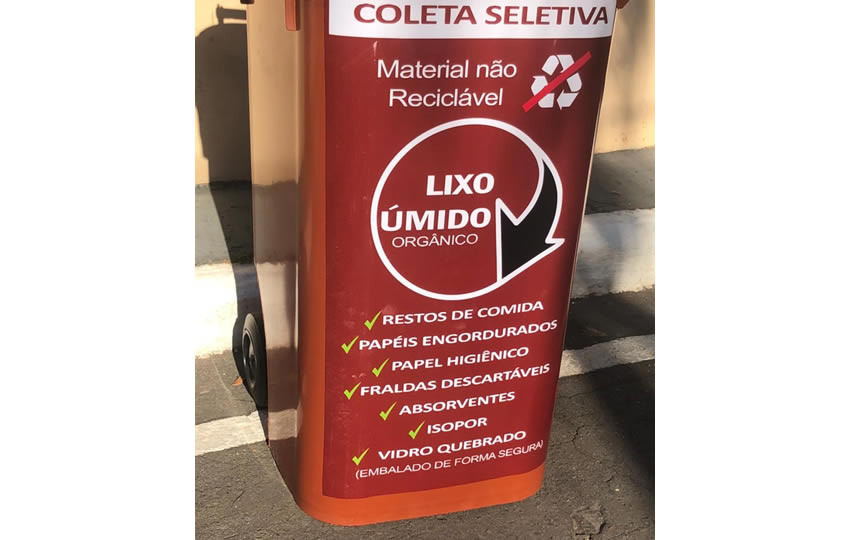 COLETA SELETIVA
Material não
Reciclável
LIXO
ÚMIDO
ORGÂNICO
RESTOS DE COMIDA
PAPÉIS ENGORDURADOS
PAPEL HIGIÊNICO
FRALDAS DESCARTÁVEIS
ABSORVENTES
ISOPOR
VIDRO QUEBRADO
(EMBALADO DE FORMA SEGURA)